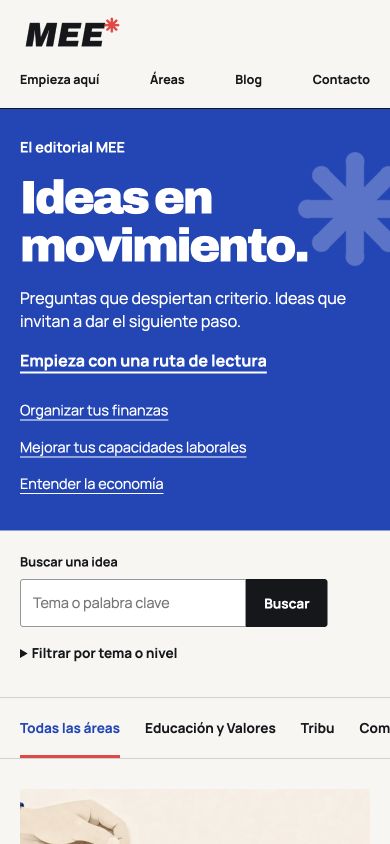 MEE*
Empieza aquí Áreas Blog Contacto
El editorial MEE
Ideas en
movimiento.
Preguntas que despiertan criterio. Ideas que
invitan a dar el siguiente paso.
Empieza con una ruta de lectura
Organizar tus finanzas
Mejorar tus capacidades laborales
Entender la economía
Buscar una idea
Tema o palabra clave Buscar
Filtrar por tema o nivel
Todas las áreas Educación y Valores Tribu Com